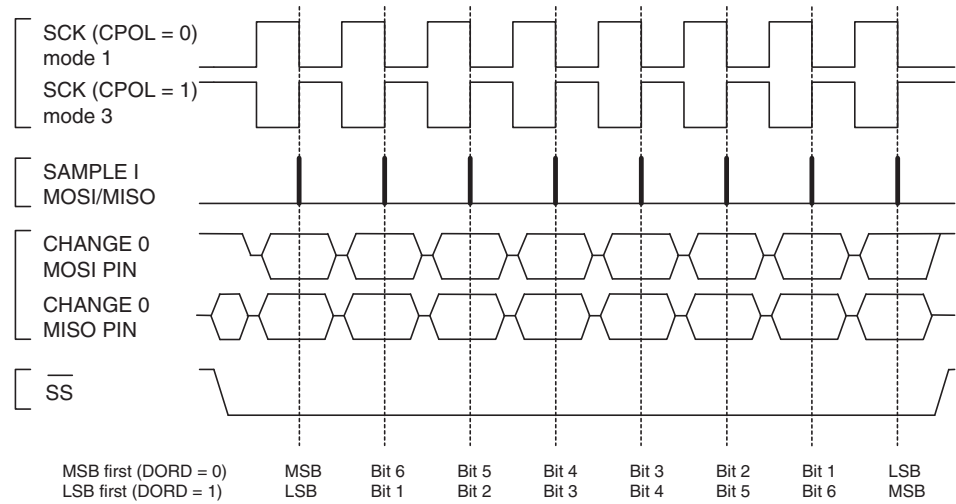 SCK (CPOL = 0)
mode 1
SCK (CPOL = 1)
mode 3
SAMPLE I
MOSI/MISO
CHANGE 0
MOSI PIN
CHANGE 0
MISO PIN
SS
MSB first (DORD = 0) MSB Bit 6 Bit 5 Bit 4 Bit 3 Bit 2 Bit 1 LSB
LSB first (DORD = 1) LSB Bit 1 Bit 2 Bit 3 Bit 4 Bit 5 Bit 6 MSB